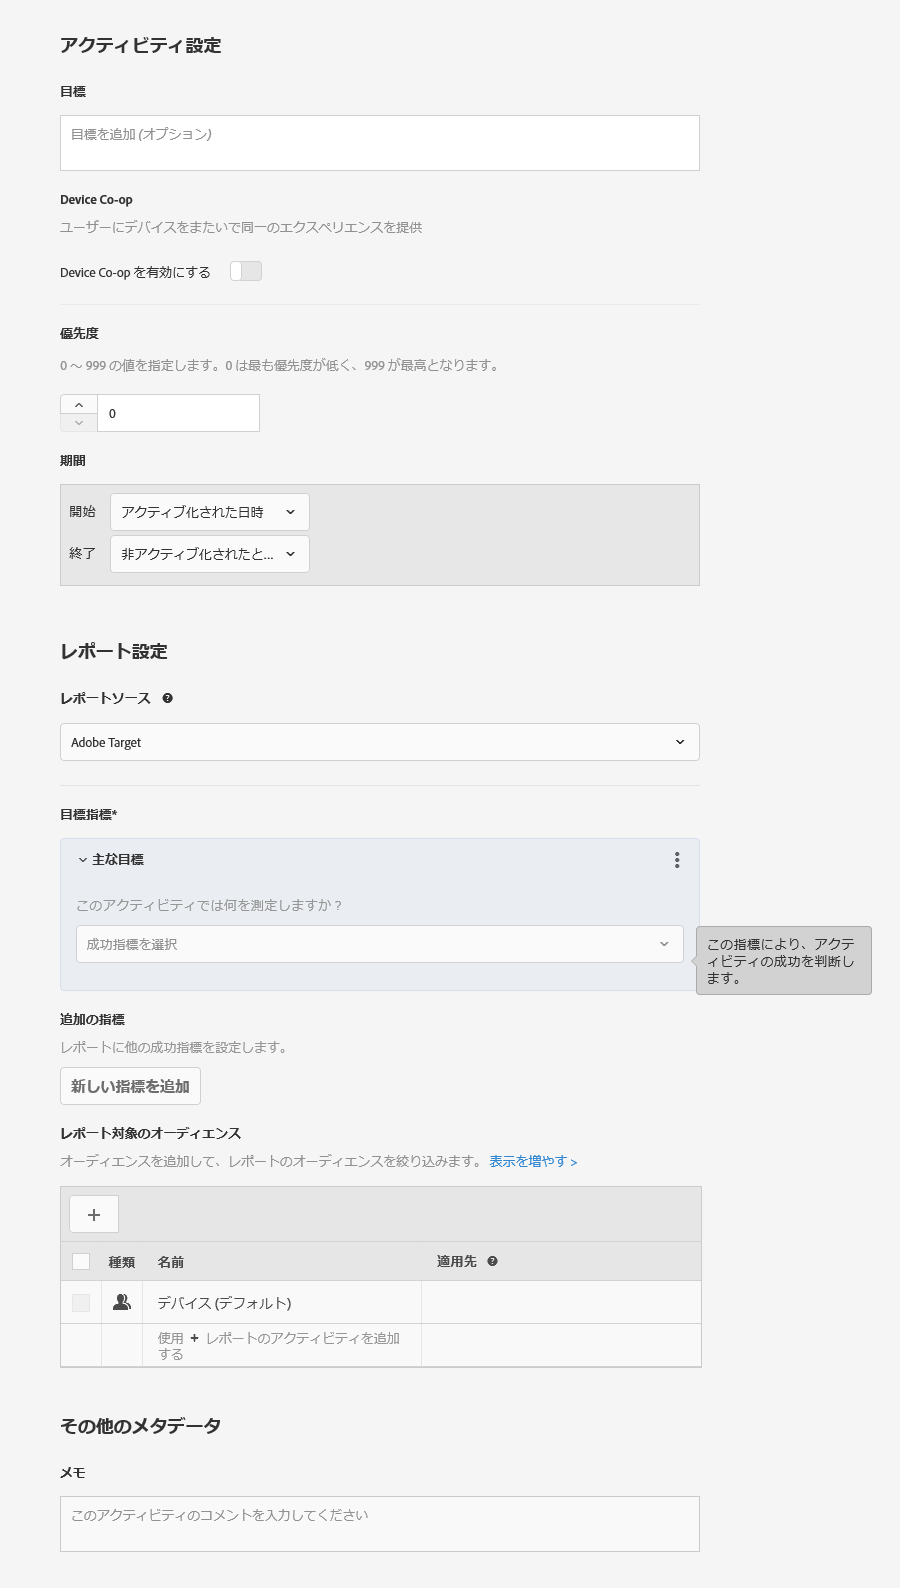 アクティビティ設定
目標
目標を追加 (オプション)
Device Co-op
ユーザーにデバイスをまたいで同一のエクスペリエンスを提供
Device Co-op を有効にする
優先度
0 ～ 999 の値を指定します。0 は最も優先度が低く、999 が最高となります。
0
期間
開始 アクティブ化された日時
終了 非アクティブ化されたと...
レポート設定
レポートソース
Adobe Target
目標指標*
主な目標
このアクティビティでは何を測定しますか ?
成功指標を選択
この指標により、アクテ
ィビティの成功を判断し
ます。
追加の指標
レポートに他の成功指標を設定します。
新しい指標を追加
レポート対象のオーディエンス
オーディエンスを追加して、レポートのオーディエンスを絞り込みます。 表示を増やす >
+
種類 名前 適用先
デバイス (デフォルト)
使用 + レポートのアクティビティを追加
する
その他のメタデータ
メモ
このアクティビティのコメントを入力してください